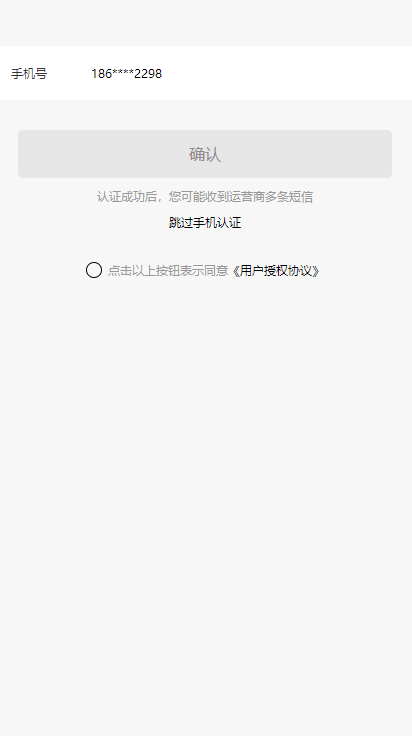 手机号 186****2298
确认
认证成功后，您可能收到运营商多条短信
跳过手机认证
点击以上按钮表示同意《用户授权协议》